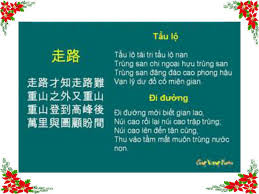 走路
走路才知走路難
重山之外又重山
重山登到高峰後
萬里輿圖顧盼間
Tẩu lộ
Tẩu lộ tài tri tẩu lộ nan
Trùng san chi ngoại hựu trùng san
Trùng san đăng đáo cao phong hậu
Vạn lý dư đồ cố miện gian.
Đi đường
Đi đường mới biết gian lao,
Núi cao rồi lại núi cao trập trùng;
Núi cao lên đến tận cùng,
Thu vào tầm mắt muôn trùng nước
non.